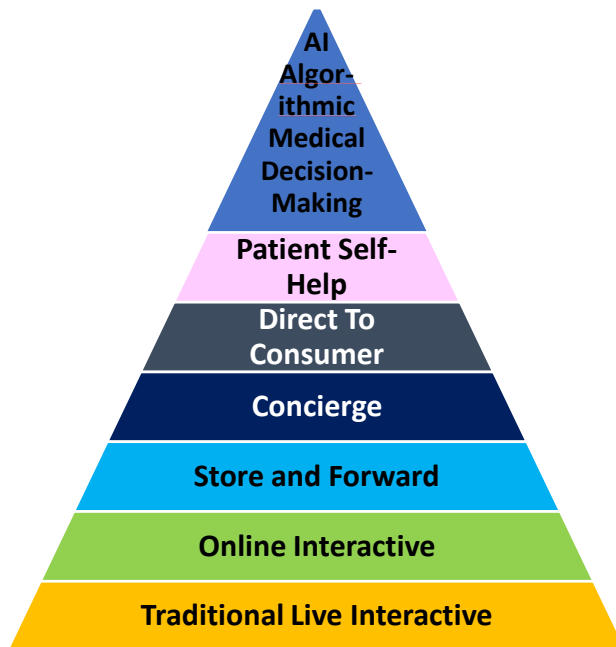 AI
Algor-
ithmic
Medical
Decision-
Making
Patient Self-
Help
Direct To
Consumer
Concierge
Store and Forward
Online Interactive
Traditional Live Interactive